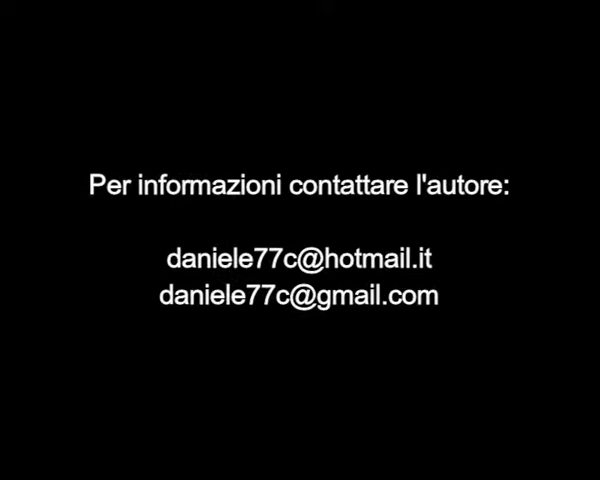 Per informazioni contattare l'autore:
daniele77c@hotmail.it
daniele77c@gmail.com